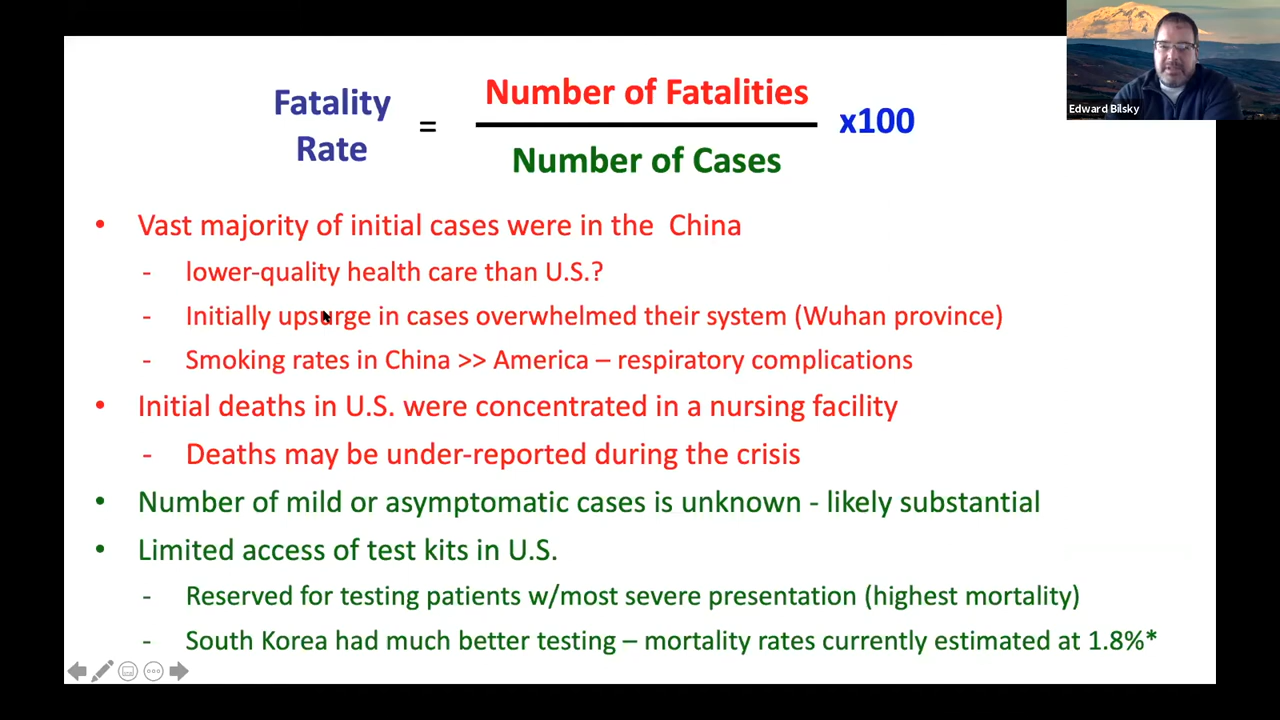 Edward Bilsky
Fatality
Rate
=
Number of Fatalities
Number of Cases
x100
• Vast majority of initial cases were in the  China
- lower-quality health care than U.S.?
- Initially upsurge in cases overwhelmed their system (Wuhan province)
- Smoking rates in China >> America – respiratory complications
• Initial deaths in U.S. were concentrated in a nursing facility
- Deaths may be under-reported during the crisis
• Number of mild or asymptomatic cases is unknown - likely substantial
• Limited access of test kits in U.S.
- Reserved for testing patients w/most severe presentation (highest mortality)
- South Korea had much better testing – mortality rates currently estimated at 1.8%*